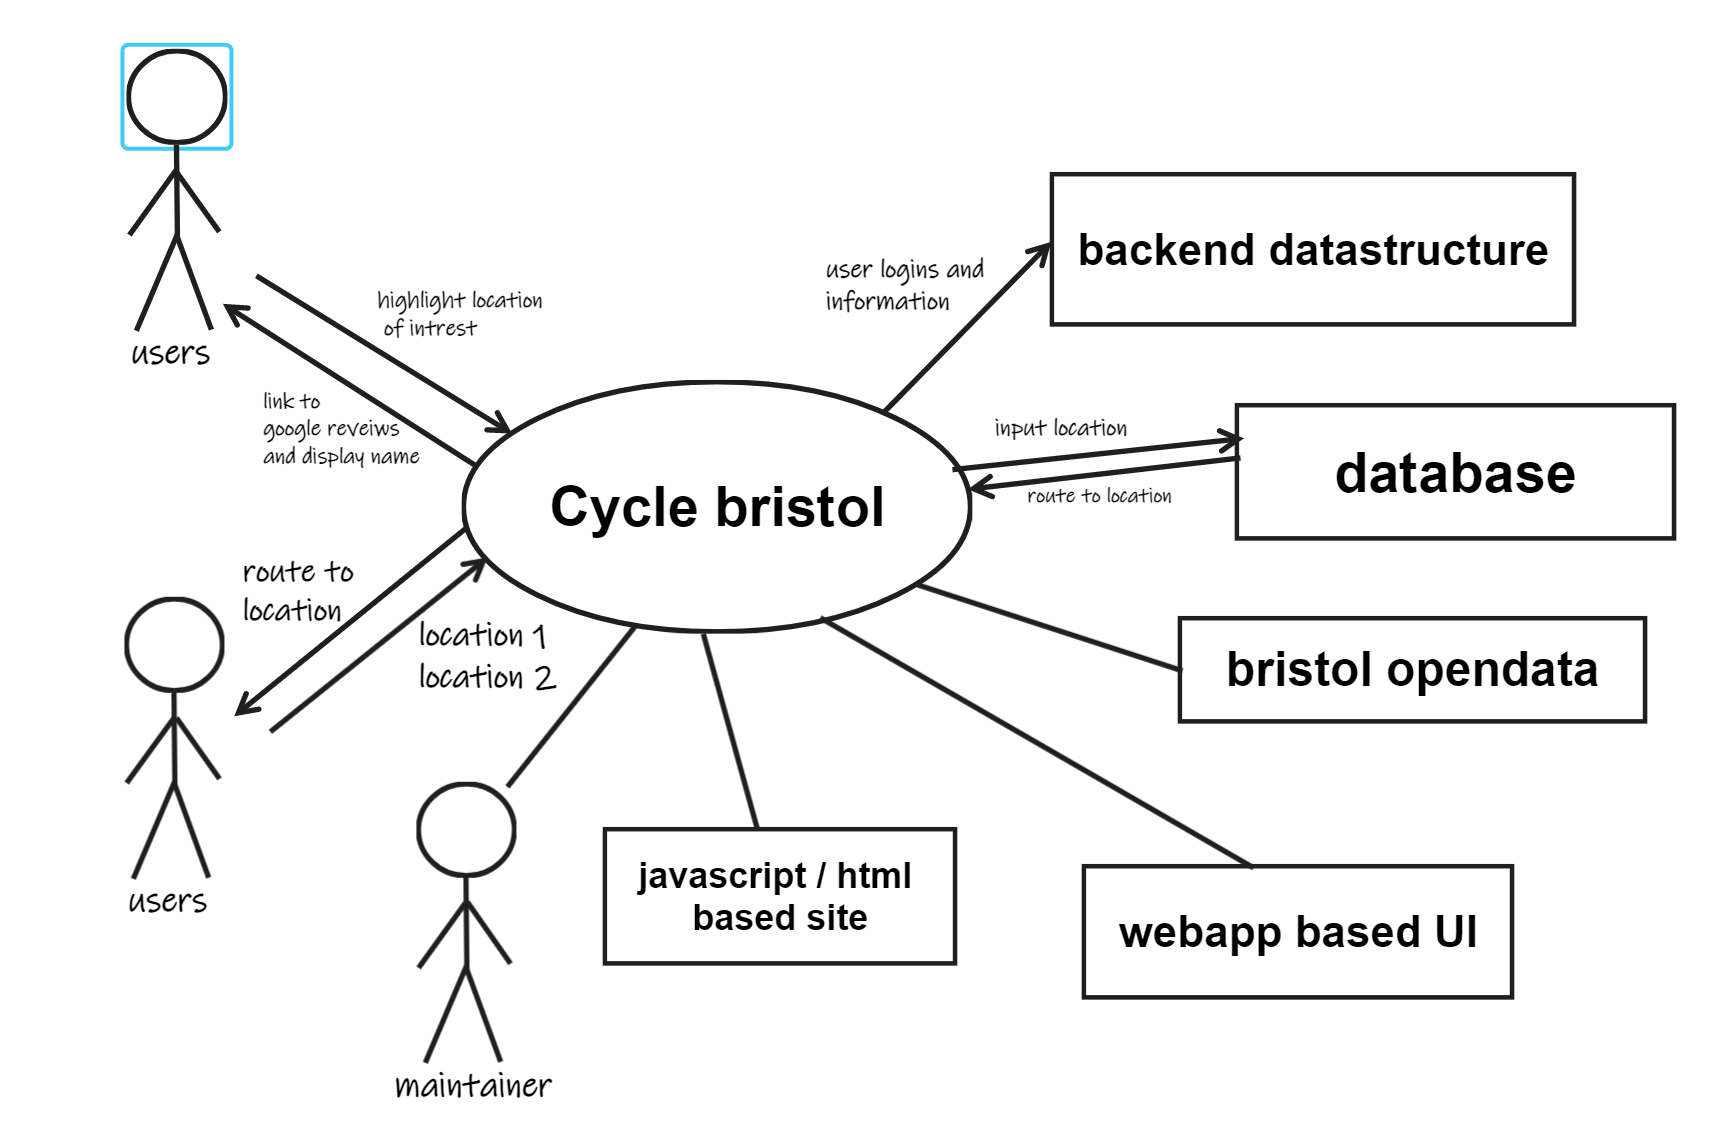 users
highlight location
of intrest
link to
google reveiws
and display name
user logins and
information
backend datastructure
input location
route to location
database
Cycle bristol
route to
location
location 1
location 2
bristol opendata
users
javascript / html
based site
webapp based UI
maintainer